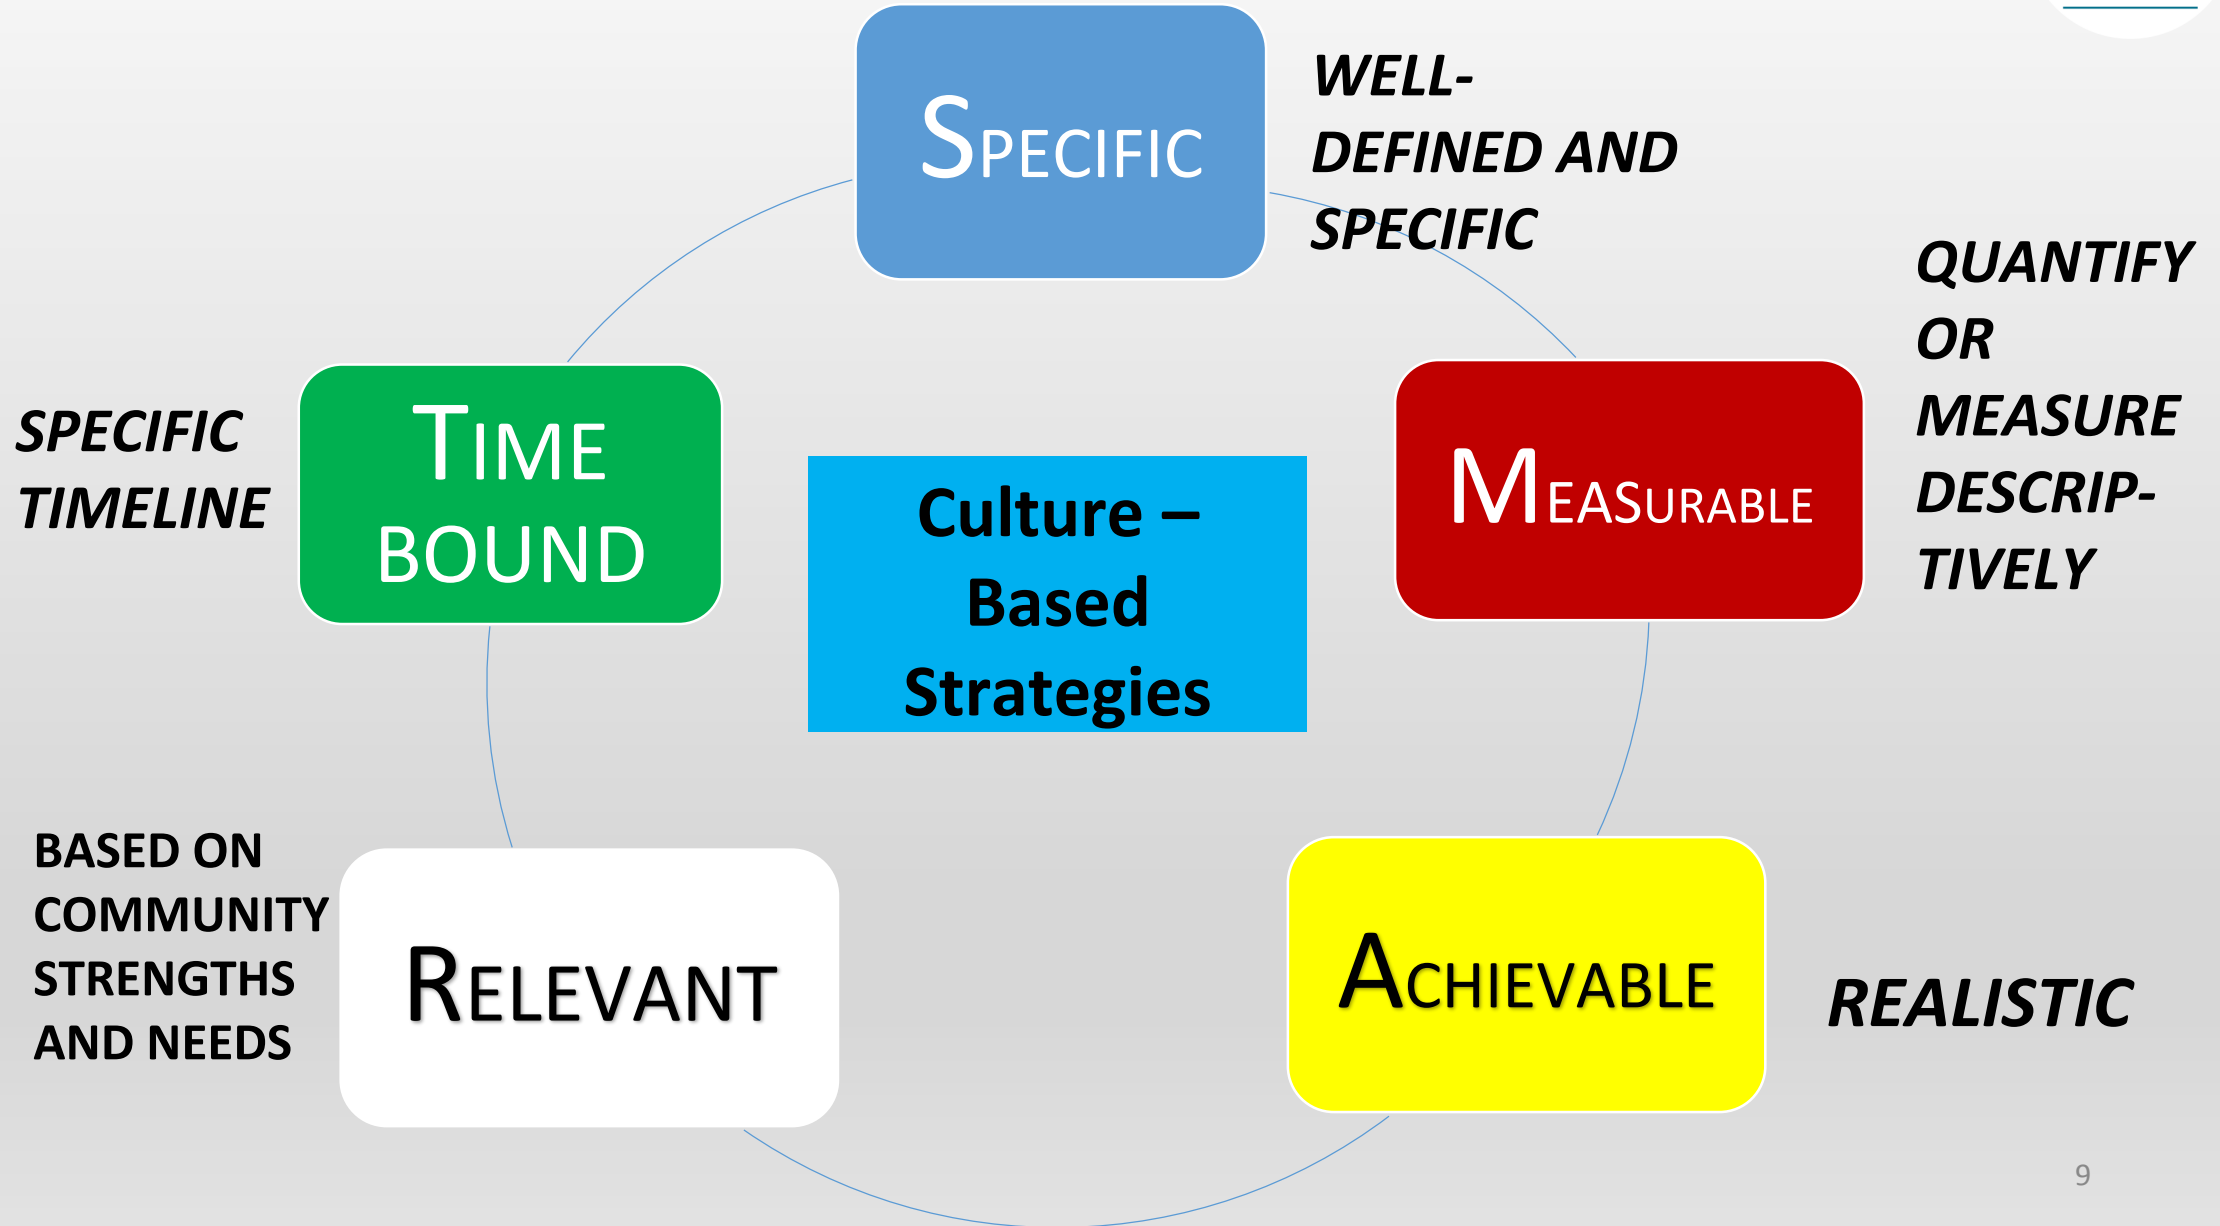 SPECIFIC
WELL-
DEFINED AND
SPECIFIC
MEASURABLE
QUANTIFY
OR
MEASURE
DESCRIP-
TIVELY
ACHIEVABLE
REALISTIC
RELEVANT
BASED ON
COMMUNITY
STRENGTHS
AND NEEDS
TIME
BOUND
SPECIFIC
TIMELINE
Culture –
Based
Strategies
9